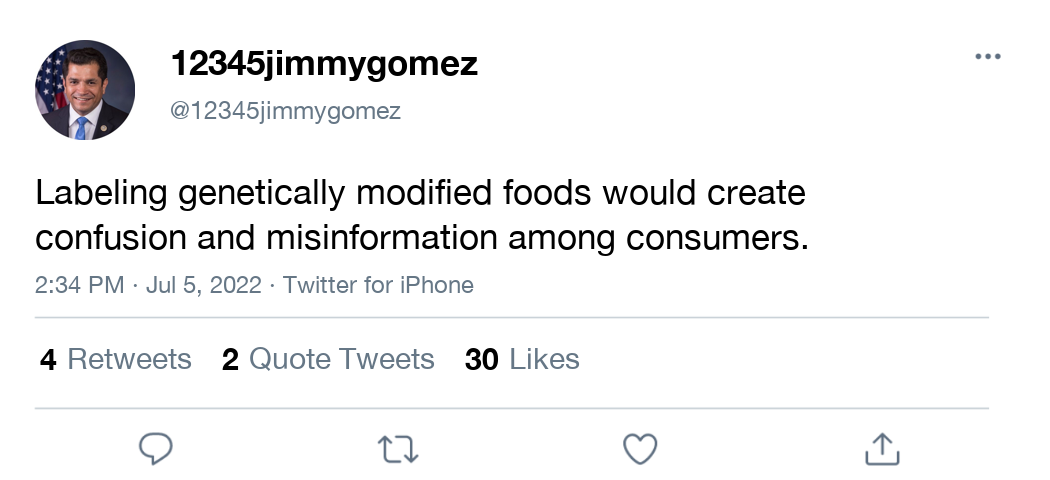 12345jimmygomez
@12345jimmygomez
Labeling genetically modified foods would create
confusion and misinformation among consumers.
2:34 PM · Jul 5, 2022 · Twitter for iPhone
4 Retweets 2 Quote Tweets 30 Likes